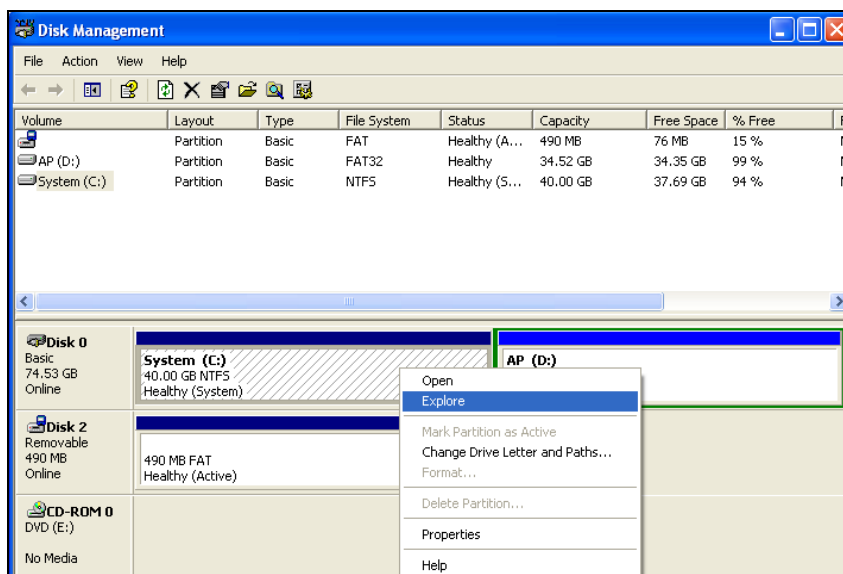 Disk Management
File Action View Help
Volume Layout Type File System Status Capacity Free Space % Free
Partition Basic FAT Healthy (A... 490 MB 76 MB 15 %
AP (D:) Partition Basic FAT32 Healthy 34.52 GB 34.35 GB 99 %
System (C:) Partition Basic NTFS Healthy (S... 40.00 GB 37.69 GB 94 %
Disk 0
Basic
74.53 GB
Online
System (C:)
40.00 GB NTFS
Healthy (System)
AP (D:)
Disk 2
Removable
490 MB
Online
490 MB FAT
Healthy (Active)
CD-ROM 0
DVD (E:)
No Media
Open
Explore
Mark Partition as Active
Change Drive Letter and Paths...
Format...
Delete Partition...
Properties
Help